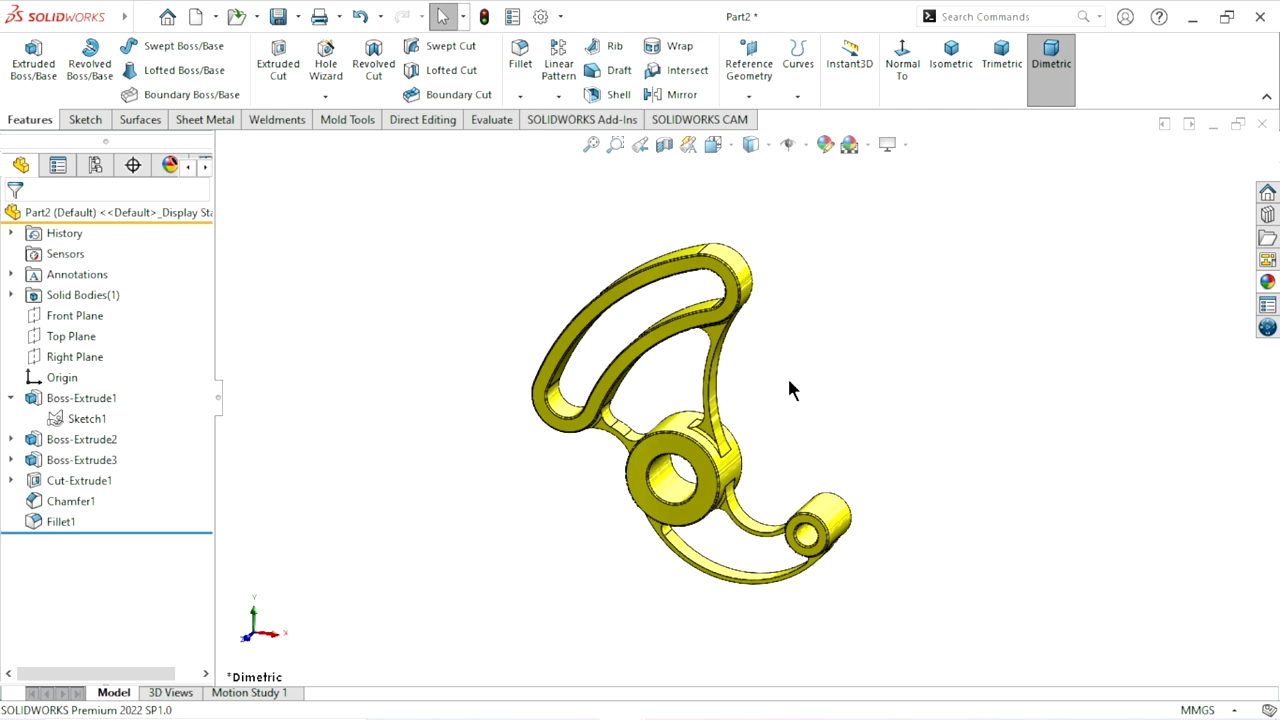 SOLIDWORKS
Part2 *
Search Commands
Extruded Boss/Base
Revolved Boss/Base
Swept Boss/Base
Lofted Boss/Base
Boundary Boss/Base
Extruded Cut
Hole Wizard
Revolved Cut
Swept Cut
Lofted Cut
Boundary Cut
Fillet
Linear Pattern
Rib
Draft
Shell
Wrap
Intersect
Mirror
Reference Geometry
Curves
Instant3D
Normal To
Isometric
Trimetric
Dimetric
Features
Sketch
Surfaces
Sheet Metal
Weldments
Mold Tools
Direct Editing
Evaluate
SOLIDWORKS Add-Ins
SOLIDWORKS CAM
Part2 (Default) <<Default>_Display Sta
History
Sensors
Annotations
Solid Bodies(1)
Front Plane
Top Plane
Right Plane
Origin
Boss-Extrude1
Sketch1
Boss-Extrude2
Boss-Extrude3
Cut-Extrude1
Chamfer1
Fillet1
Y
X
Z
*Dimetric
Model
3D Views
Motion Study 1
SOLIDWORKS Premium 2022 SP1.0
MMGS